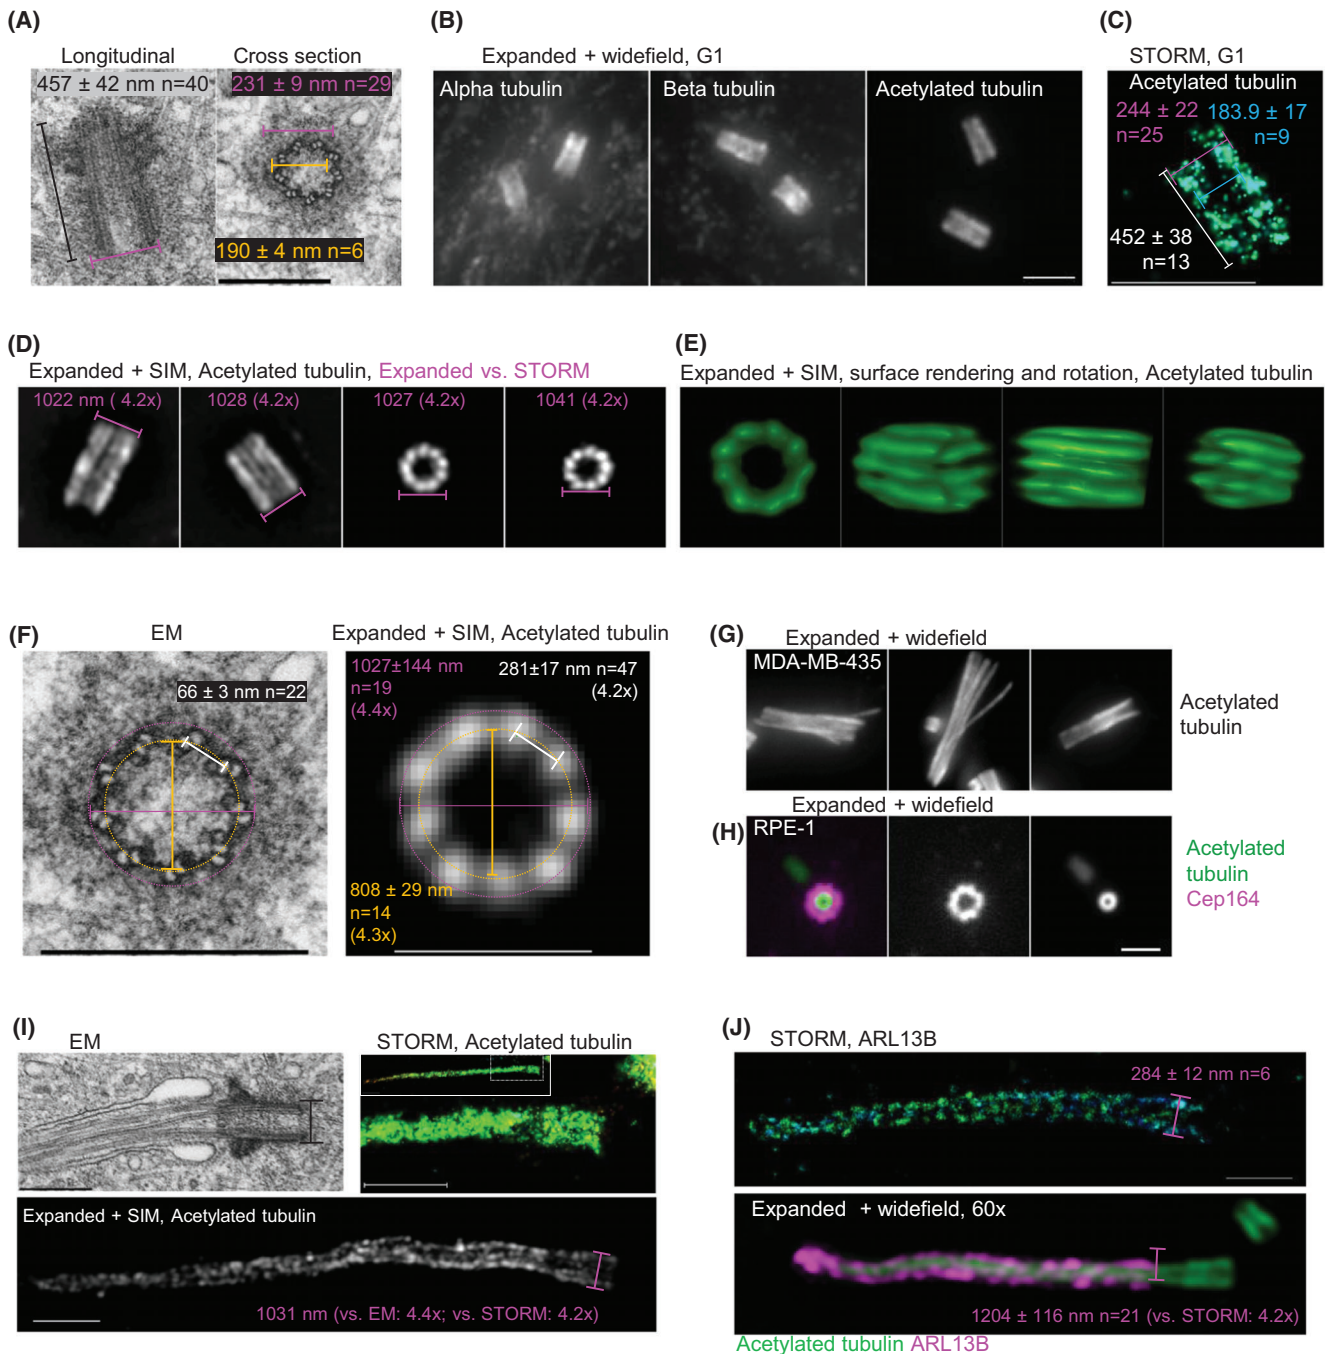 (A)
Longitudinal
Cross section
457 ± 42 nm n=40
231 ± 9 nm n=29
190 ± 4 nm n=6
(B)
Expanded + widefield, G1
Alpha tubulin
Beta tubulin
Acetylated tubulin
(C)
STORM, G1
Acetylated tubulin
244 ± 22
n=25
183.9 ± 17
n=9
452 ± 38
n=13
(D)
Expanded + SIM, Acetylated tubulin, Expanded vs. STORM
1022 nm ( 4.2x)
1028 (4.2x)
1027 (4.2x)
1041 (4.2x)
(E)
Expanded + SIM, surface rendering and rotation, Acetylated tubulin
(F)
EM
66 ± 3 nm n=22
Expanded + SIM, Acetylated tubulin
1027±144 nm
n=19
(4.4x)
281±17 nm n=47
(4.2x)
808 ± 29 nm
n=14
(4.3x)
(G)
Expanded + widefield
MDA-MB-435
Acetylated
tubulin
(H)
Expanded + widefield
RPE-1
Acetylated
tubulin
Cep164
(I)
EM
STORM, Acetylated tubulin
Expanded + SIM, Acetylated tubulin
1031 nm (vs. EM: 4.4x; vs. STORM: 4.2x)
(J)
STORM, ARL13B
284 ± 12 nm n=6
Expanded + widefield, 60x
1204 ± 116 nm n=21 (vs. STORM: 4.2x)
Acetylated tubulin ARL13B